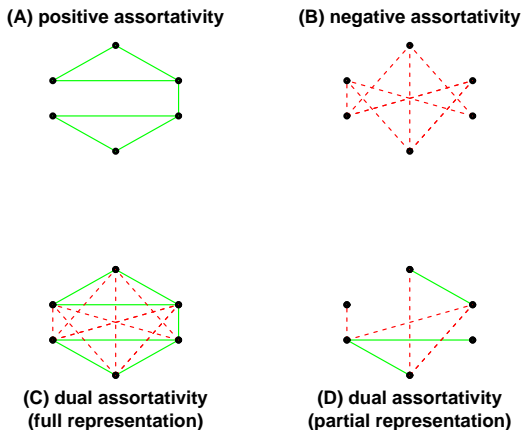 (A) positive assortativity
(B) negative assortativity
(C) dual assortativity
(full representation)
(D) dual assortativity
(partial representation)